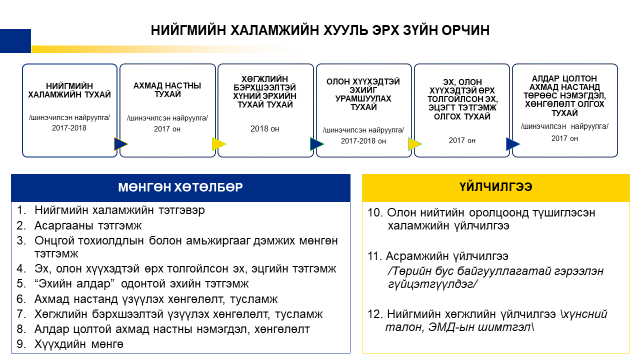 НИЙГМИЙН ХАЛАМЖИЙН ХУУЛЬ ЭРХ ЗҮЙН ОРЧИН
НИЙГМИЙН
ХАЛАМЖИЙН ТУХАЙ
/шинэчилсэн найруулга/
2017-2018
АХМАД НАСТНЫ
ТУХАЙ
/шинэчилсэн найруулга/
2017 он
ХӨГЖЛИЙН
БЭРХШЭЭЛТЭЙ
ХҮНИЙ ЭРХИЙН
ТУХАЙ ТУХАЙ
2018 он
ОЛОН ХҮҮХЭДТЭЙ
ЭХИЙГ
УРАМШУУЛАХ
ТУХАЙ
/шинэчилсэн найруулга/
2017-2018 он
ЭХ, ОЛОН
ХҮҮХЭДТЭЙ ӨРХ
ТОЛГОЙЛСОН ЭХ,
ЭЦЭГТ ТЭТГЭМЖ
ОЛГОХ ТУХАЙ
2017 он
АЛДАР ЦОЛТОН
АХМАД НАСТАНД
ТӨРӨӨС НЭМЭГДЭЛ,
ХӨНГӨЛӨЛТ ОЛГОХ
ТУХАЙ
/шинэчилсэн найруулга/
2017 он
МӨНГӨН ХӨТӨЛБӨР
1. Нийгмийн халамжийн тэтгэвэр
2. Асаргааны тэтгэмж
3. Онцгой тохиолдлын болон амьжиргааг дэмжих мөнгөн
тэтгэмж
4. Эх, олон хүүхэдтэй өрх толгойлсон эх, эцгийн тэтгэмж
5. “Эхийн алдар” одонтой эхийн тэтгэмж
6. Ахмад настанд үзүүлэх хөнгөлөлт, тусламж
7. Хөгжлийн бэрхшээлтэй үзүүлэх хөнгөлөлт, тусламж
8. Алдар цолтой ахмад настны нэмэгдэл, хөнгөлөлт
9. Хүүхдийн мөнгө
ҮЙЛЧИЛГЭЭ
10. Олон нийтийн оролцоонд түшиглэсэн
халамжийн үйлчилгээ
11. Асрамжийн үйлчилгээ
/Төрийн бус байгууллагатай гэрээлэн
гүйцэтгүүлдэг/
12. Нийгмийн хөгжлийн үйлчилгээ \хүнсний
талон, ЭМД-ын шимтгэл\